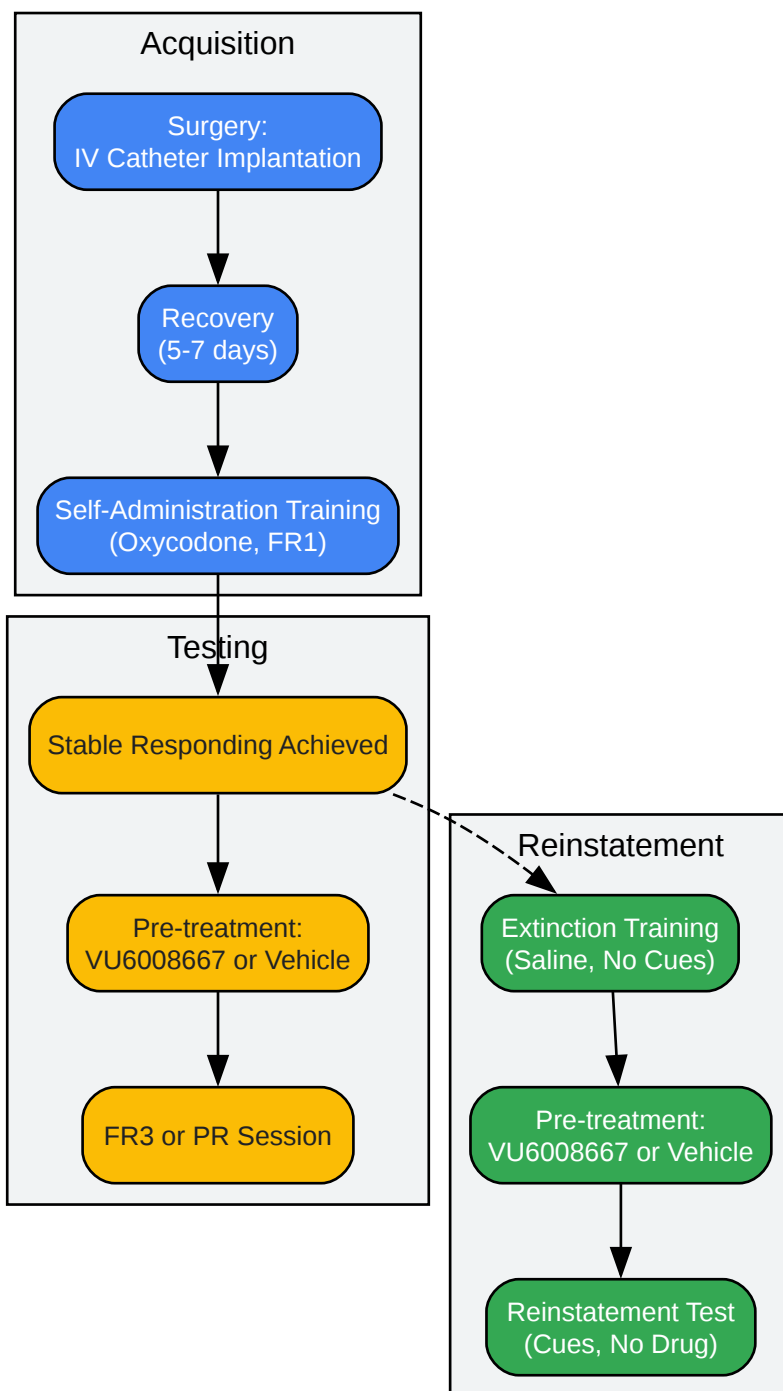 Acquisition
Surgery:
IV Catheter Implantation
Recovery
(5-7 days)
Self-Administration Training
(Oxycodone, FR1)
Testing
Stable Responding Achieved
Pre-treatment:
VU6008667 or Vehicle
FR3 or PR Session
Reinstatement
Extinction Training
(Saline, No Cues)
Pre-treatment:
VU6008667 or Vehicle
Reinstatement Test
(Cues, No Drug)